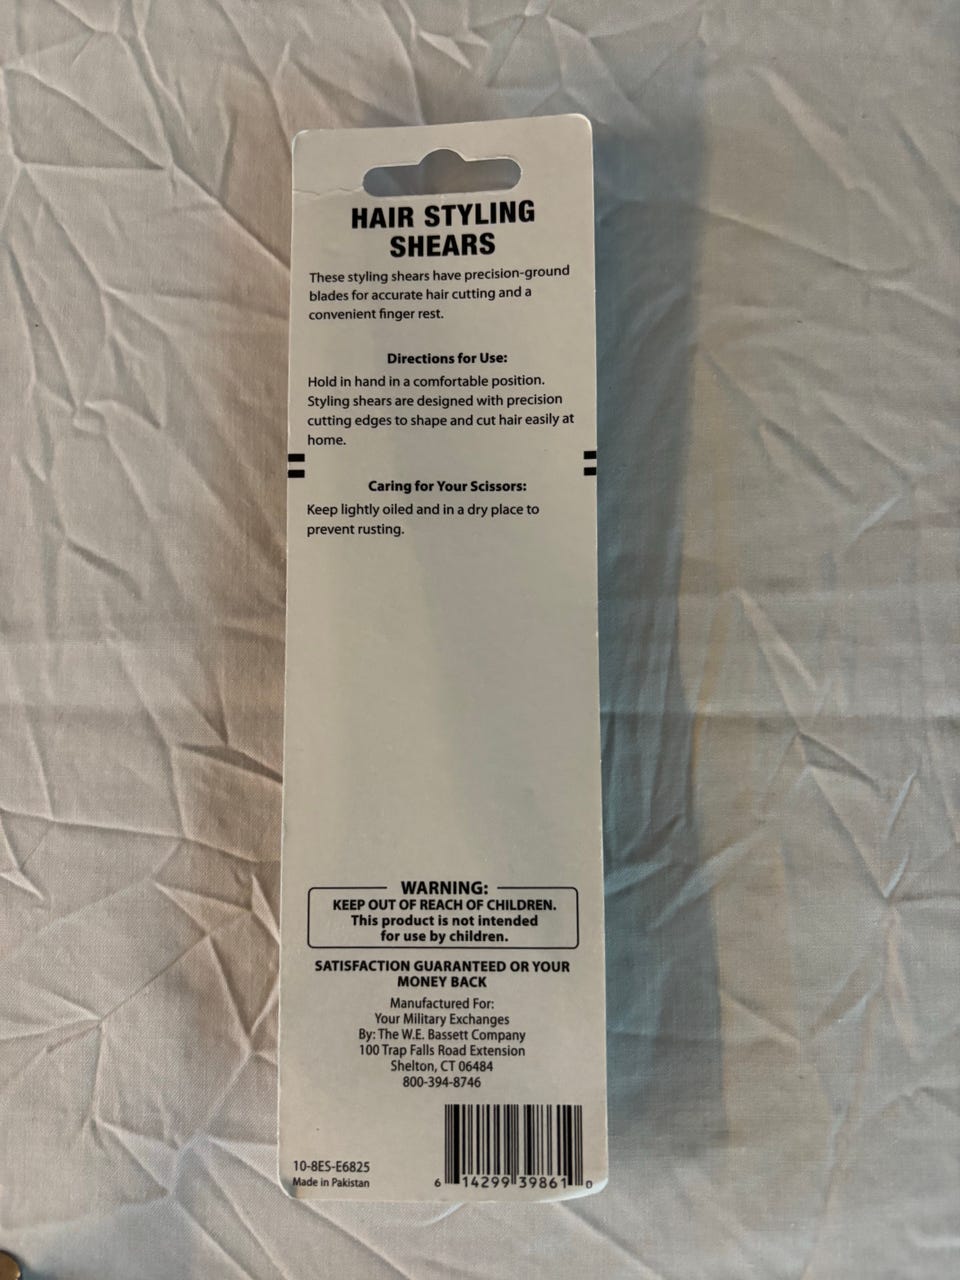 HAIR STYLING
SHEARS
These styling shears have precision-ground
blades for accurate hair cutting and a
convenient finger rest.
Directions for Use:
Hold in hand in a comfortable position.
Styling shears are designed with precision
cutting edges to shape and cut hair easily at
home.
Caring for Your Scissors:
Keep lightly oiled and in a dry place to
prevent rusting.
WARNING:
KEEP OUT OF REACH OF CHILDREN.
This product is not intended
for use by children.
SATISFACTION GUARANTEED OR YOUR
MONEY BACK
Manufactured For:
Your Military Exchanges
By: The W.E. Bassett Company
100 Trap Falls Road Extension
Shelton, CT 06484
800-394-8746
10-8ES-E6825
Made in Pakistan
6 14299 39861 0